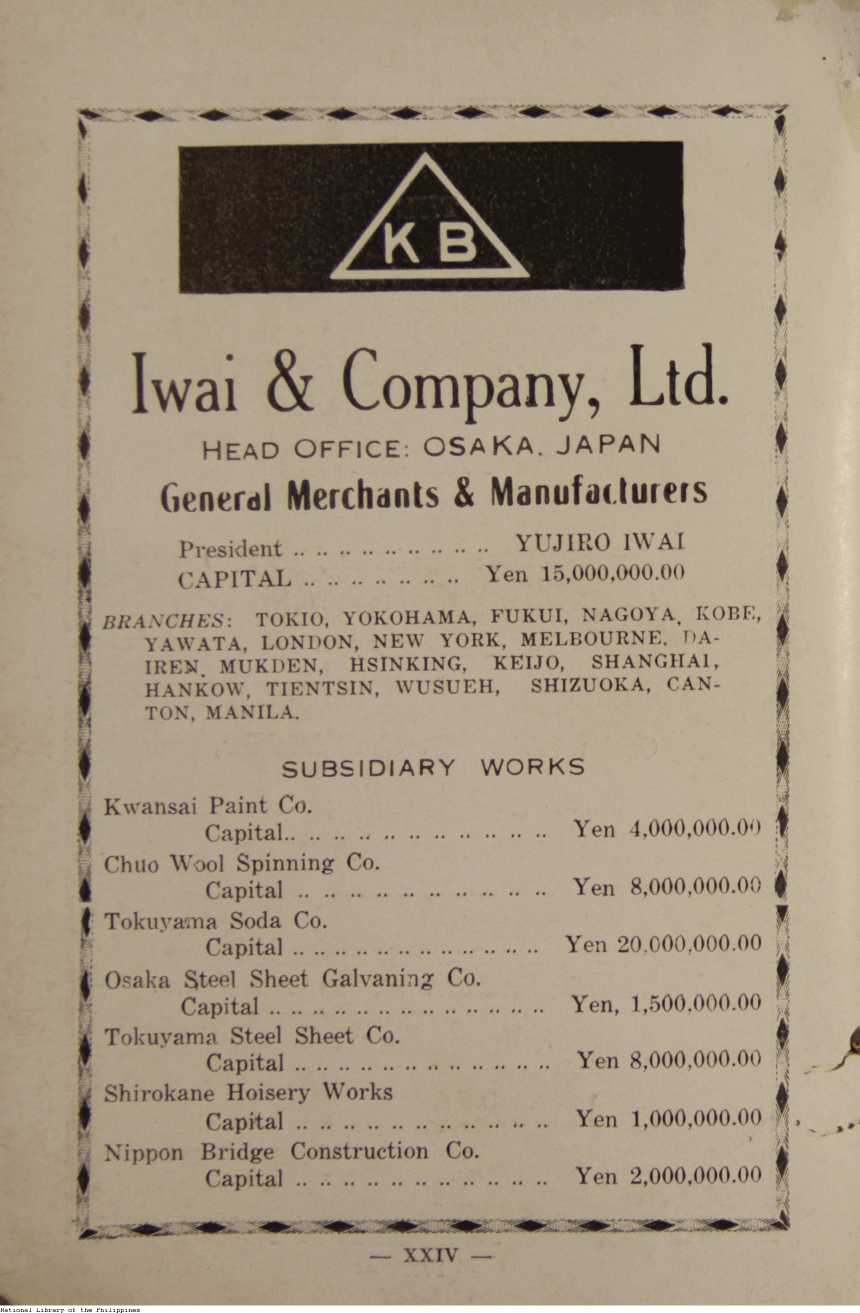 K B
Iwai & Company, Ltd.
HEAD OFFICE: OSAKA. JAPAN
General Merchants & Manufacturers
President .. .. .. .. .. .. .. .. .. YUJIRO IWAI
CAPITAL .. .. .. .. .. .. .. Yen 15,000,000.00
BRANCHES: TOKIO, YOKOHAMA, FUKUI, NAGOYA, KOBE,
YAWATA, LONDON, NEW YORK, MELBOURNE, DA-
IREN, MUKDEN, HSINKING, KEIJO, SHANGHAI,
HANKOW, TIENTSIN, WUSUEH, SHIZUOKA, CAN-
TON, MANILA.
SUBSIDIARY WORKS
Kwansai Paint Co.
Capital.. .. .. .. .. .. .. .. .. .. .. .. Yen 4,000,000.00
Chuo Wool Spinning Co.
Capital .. .. .. .. .. .. .. .. .. .. .. Yen 8,000,000.00
Tokuyama Soda Co.
Capital .. .. .. .. .. .. .. .. .. .. .. .. Yen 20,000,000.00
Osaka Steel Sheet Galvaning Co.
Capital .. .. .. .. .. .. .. .. .. .. .. .. .. Yen, 1,500,000.00
Tokuyama Steel Sheet Co.
Capital .. .. .. .. .. .. .. .. .. .. .. .. Yen 8,000,000.00
Shirokane Hoisery Works
Capital .. .. .. .. .. .. .. .. .. .. .. Yen 1,000,000.00
Nippon Bridge Construction Co.
Capital .. .. .. .. .. .. .. .. .. .. .. Yen 2,000,000.00
— XXIV —
National Library of the Philippines